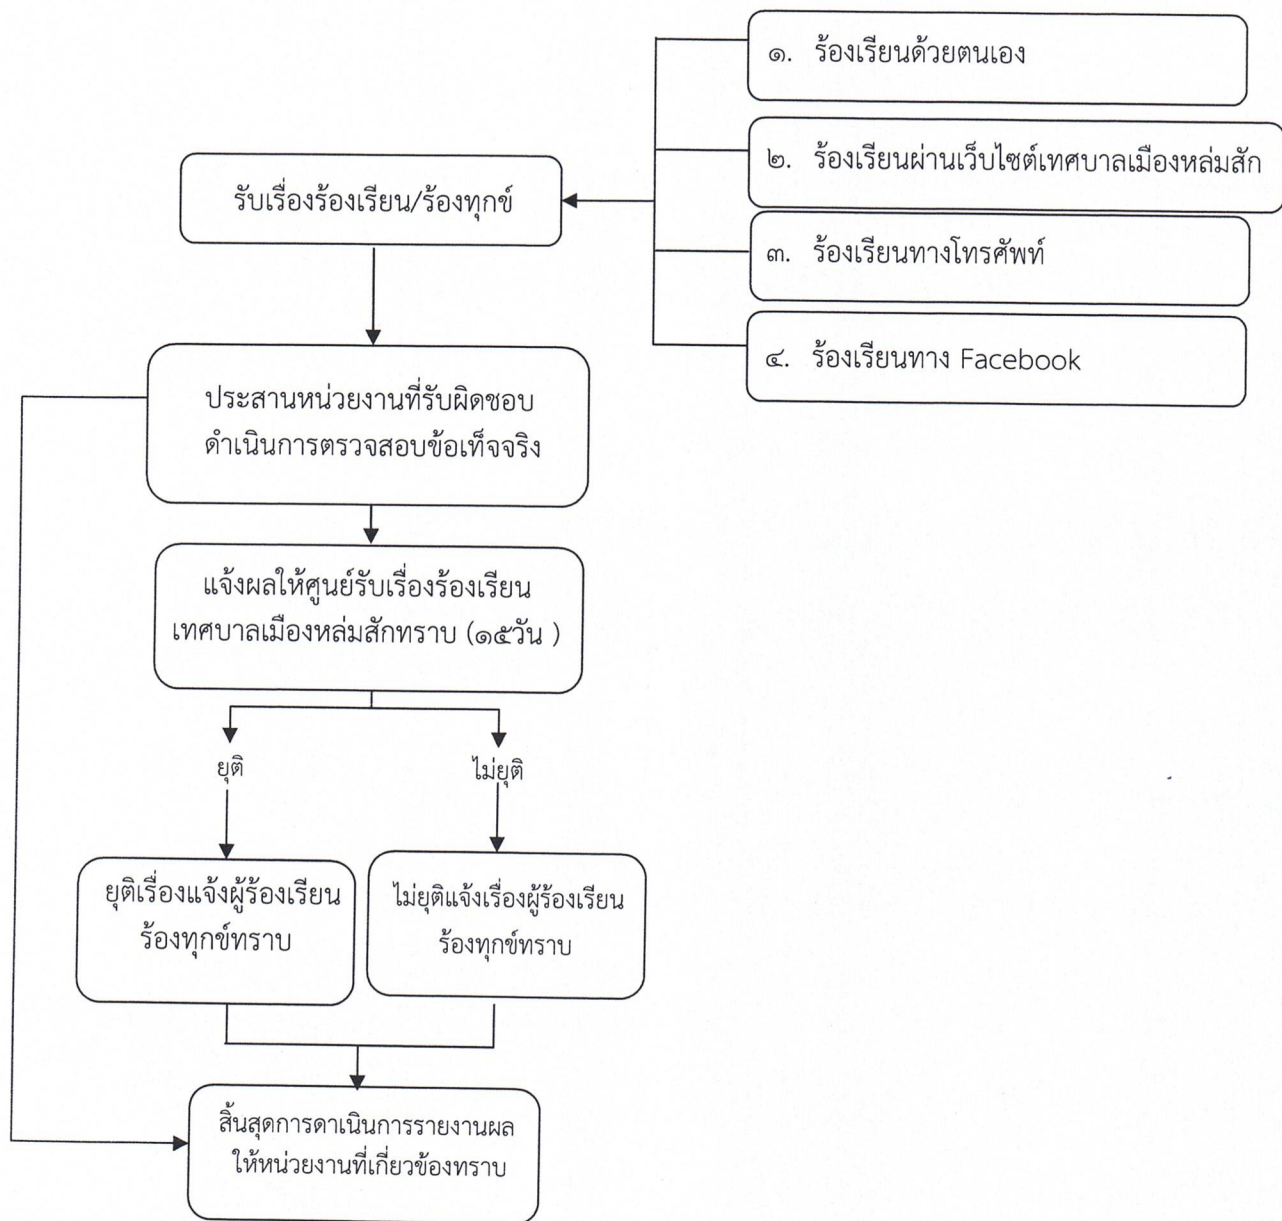 ๑. ร้องเรียนด้วยตนเอง
๒. ร้องเรียนผ่านเว็บไซต์เทศบาลเมืองหล่มสัก
รับเรื่องร้องเรียน/ร้องทุกข์
๓. ร้องเรียนทางโทรศัพท์
๔. ร้องเรียนทาง Facebook
ประสานหน่วยงานที่รับผิดชอบ
ดำเนินการตรวจสอบข้อเท็จจริง
แจ้งผลให้ศูนย์รับเรื่องร้องเรียน
เทศบาลเมืองหล่มสักทราบ (๑๕วัน )
ยุติ
ไม่ยุติ
ยุติเรื่องแจ้งผู้ร้องเรียน
ร้องทุกข์ทราบ
ไม่ยุติแจ้งเรื่องผู้ร้องเรียน
ร้องทุกข์ทราบ
สิ้นสุดการดาเนินการรายงานผล
ให้หน่วยงานที่เกี่ยวข้องทราบ